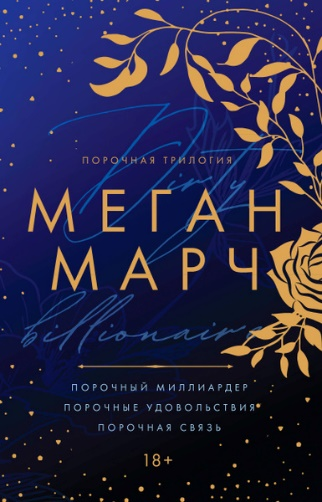 Dirty
ПОРОЧНАЯ ТРИЛОГИЯ
МЕГАН
МАРЧ
billionaire
ПОРОЧНЫЙ МИЛЛИАРДЕР
ПОРОЧНЫЕ УДОВОЛЬСТВИЯ
ПОРОЧНАЯ СВЯЗЬ
18+